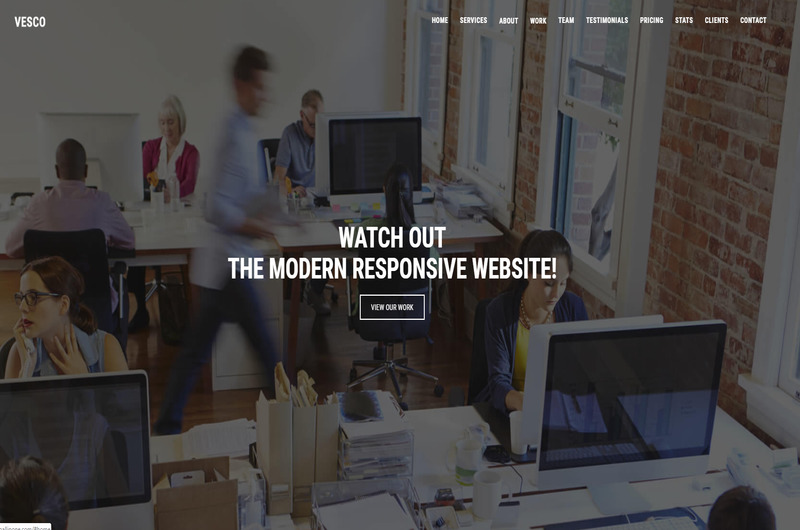 VESCO
HOME SERVICES ABOUT WORK TEAM TESTIMONIALS PRICING STATS CLIENTS CONTACT
WATCH OUT
THE MODERN RESPONSIVE WEBSITE!
VIEW OUR WORK